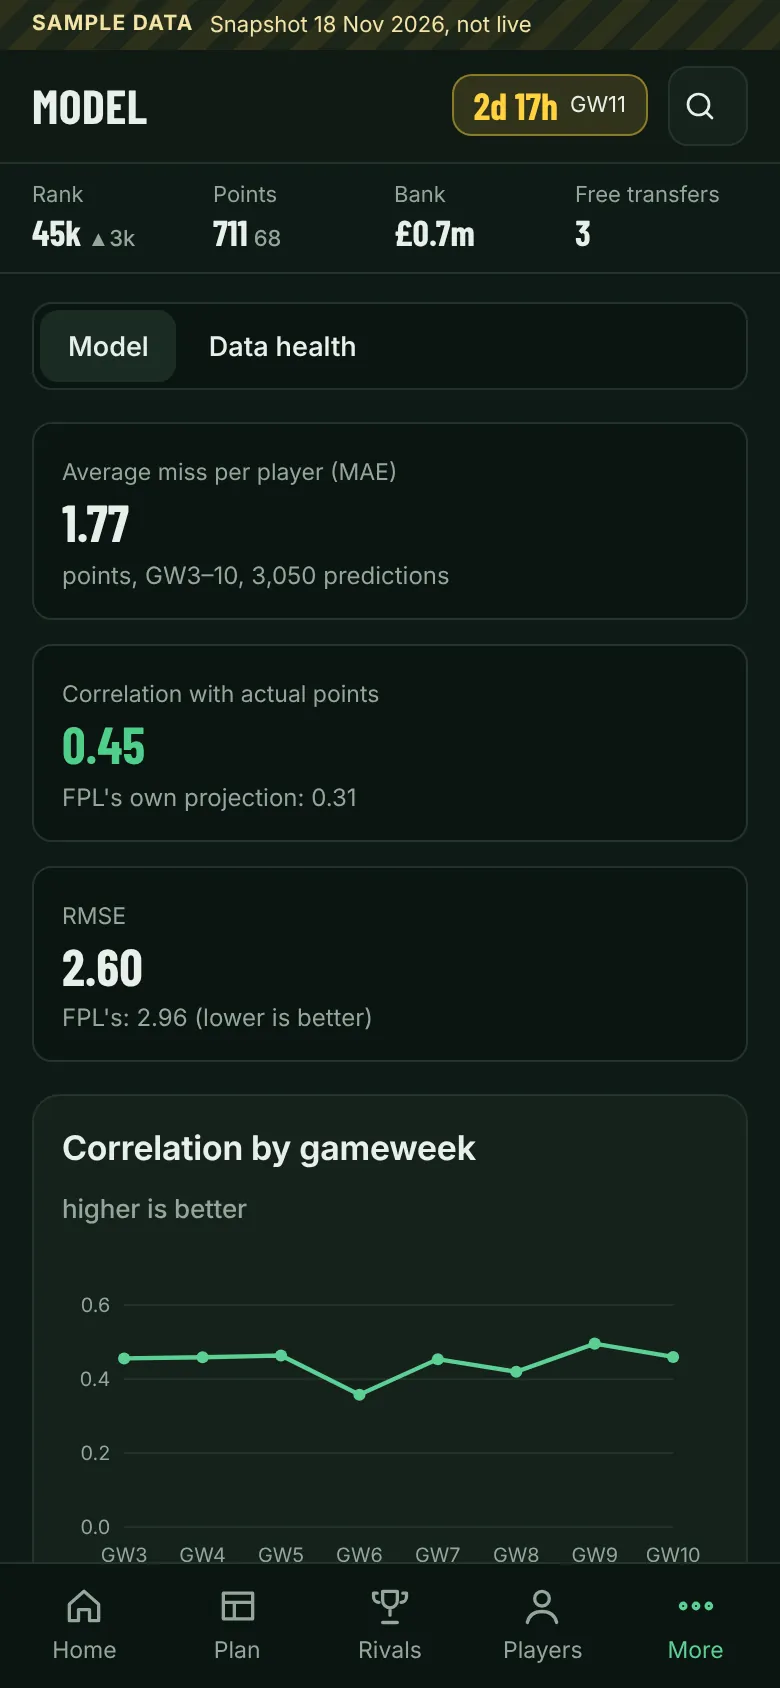 SAMPLE DATA Snapshot 18 Nov 2026, not live
MODEL
2d 17h GW11
Rank Points Bank Free transfers
45k ▲3k 711 68 £0.7m 3
Model Data health
Average miss per player (MAE)
1.77
points, GW3–10, 3,050 predictions
Correlation with actual points
0.45
FPL's own projection: 0.31
RMSE
2.60
FPL's: 2.96 (lower is better)
Correlation by gameweek
higher is better
0.6
0.4
0.2
0.0
GW3 GW4 GW5 GW6 GW7 GW8 GW9 GW10
Home Plan Rivals Players More